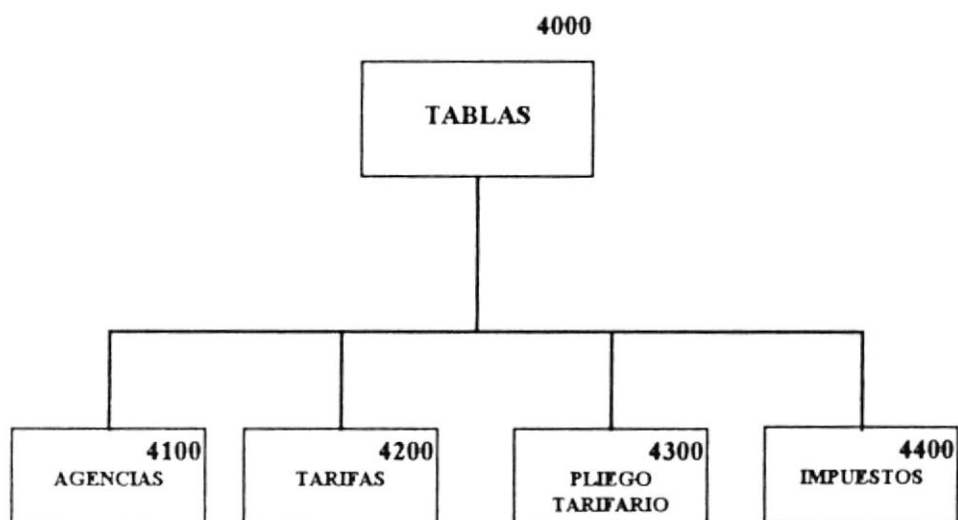 4000
TABLAS
4100
AGENCIAS
4200
TARIFAS
4300
PLIEGO
TARIFARIO
4400
IMPUESTOS